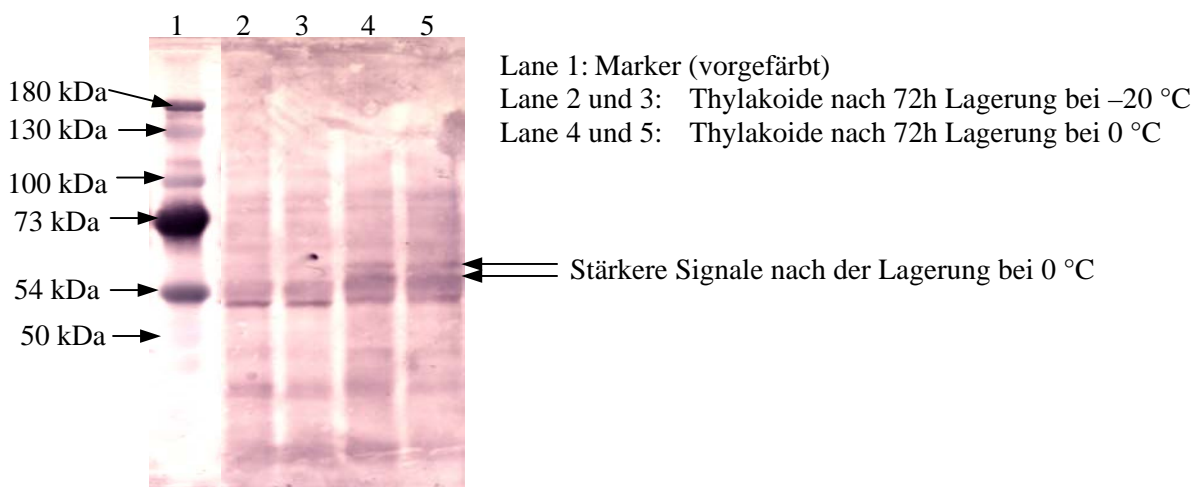 1 2 3 4 5
180 kDa
130 kDa
100 kDa
73 kDa
54 kDa
50 kDa
Lane 1: Marker (vorgefärbt)
Lane 2 und 3: Thylakoide nach 72h Lagerung bei –20 °C
Lane 4 und 5: Thylakoide nach 72h Lagerung bei 0 °C
Stärkere Signale nach der Lagerung bei 0 °C